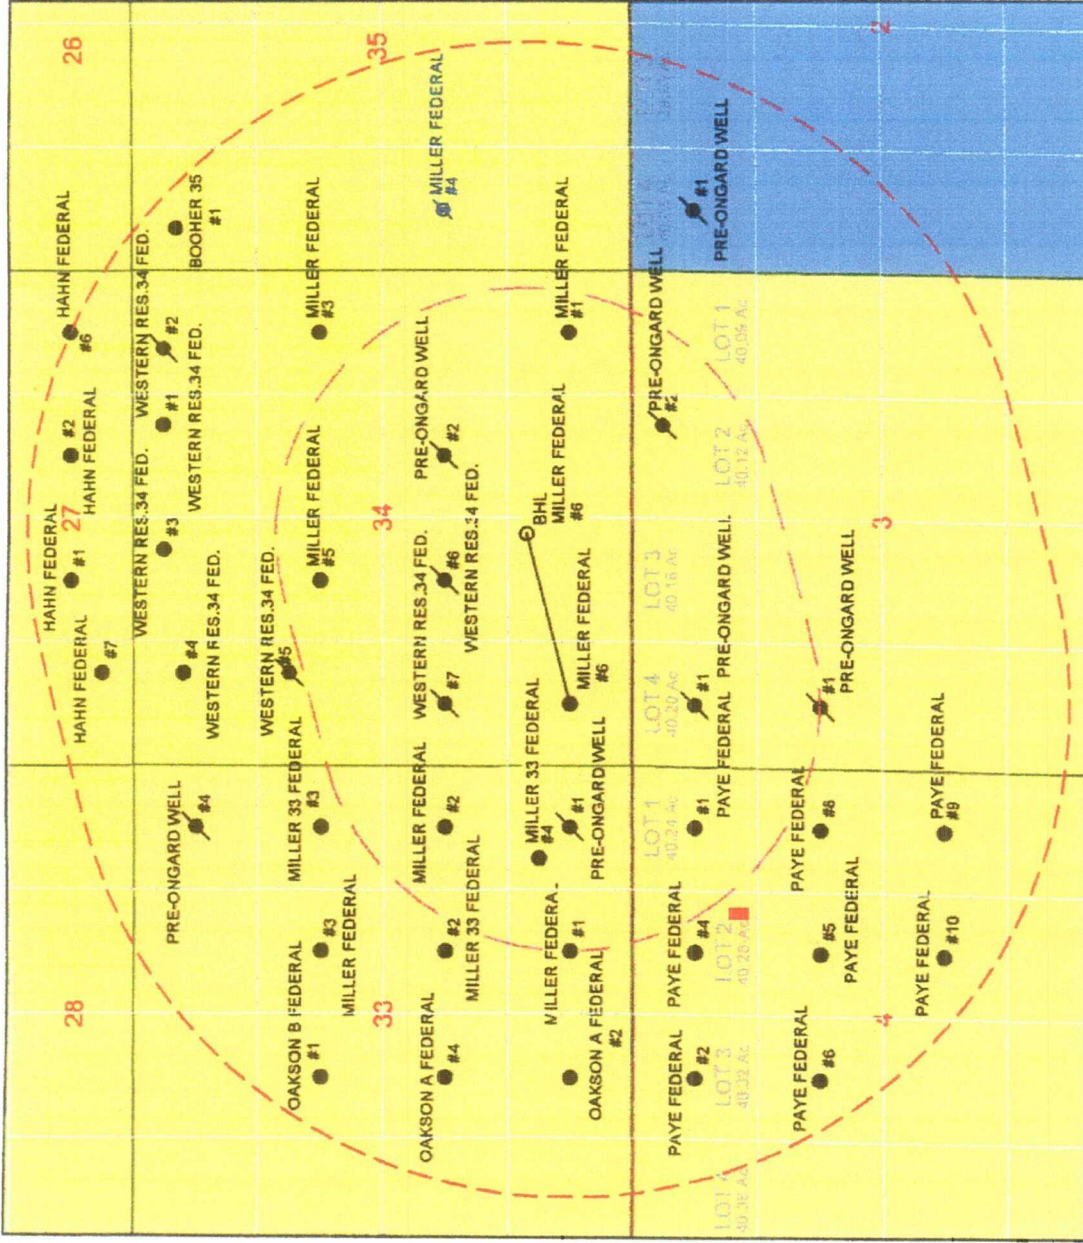 28
27
26
HAHN FEDERAL
#7
HAHN FEDERAL
#1
#2
HAHN FEDERAL
HAHN FEDERAL
#6
PRE-ONGARD WELL
#4
WESTERN RES.34 FED.
#3
WESTERN RES.34 FED.
#2
#1
WESTERN RES.34 FED.
BOOHER 35
#1
#4
WESTERN RES.34 FED.
WESTERN RES.34 FED.
#5
OAKSON B FEDERAL
#1
#3
MILLER FEDERAL
MILLER 33 FEDERAL
#3
MILLER FEDERAL
#5
MILLER FEDERAL
#3
33
34
35
OAKSON A FEDERAL
#4
#2
MILLER 33 FEDERAL
MILLER FEDERAL
#2
WESTERN RES.34 FED.
#7
#6
WESTERN RES.34 FED.
PRE-ONGARD WELL
#2
MILLER FEDERAL
#4
OAKSON A FEDERAL
#2
MILLER FEDERAL
#1
MILLER 33 FEDERAL
#4
#1
PRE-ONGARD WELL
MILLER FEDERAL
#6
BHL
MILLER FEDERAL
#6
MILLER FEDERAL
#1
PAYE FEDERAL
#2
PAYE FEDERAL
#4
#1
PAYE FEDERAL
#1
PRE-ONGARD WELL
PRE-ONGARD WELL
#2
#1
PRE-ONGARD WELL
LOT 4
40.36 Ac
LOT 3
40.32 Ac
LOT 2
40.28 Ac
LOT 1
40.24 Ac
LOT 4
40.20 Ac
LOT 3
40.16 Ac
LOT 2
40.12 Ac
LOT 1
40.09 Ac
PAYE FEDERAL
#6
#5
PAYE FEDERAL
PAYE FEDERAL
#8
#1
PRE-ONGARD WELL
4
3
2
PAYE FEDERAL
#10
PAYE FEDERAL
#9